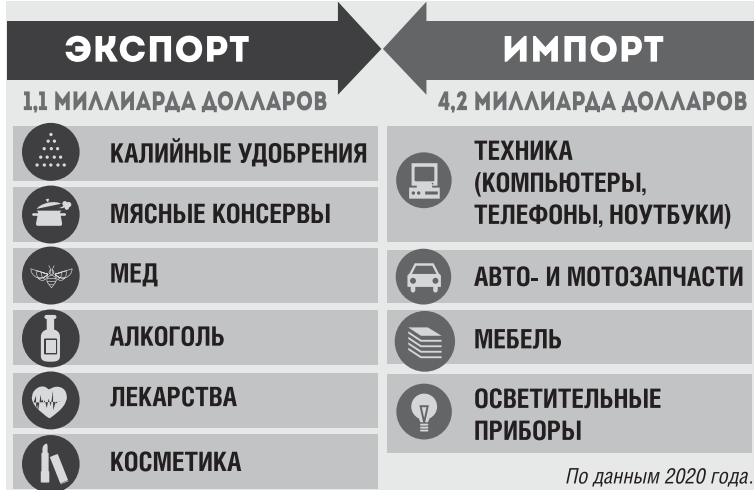 ЭКСПОРТ
1,1 МИЛЛИАРДА ДОЛЛАРОВ
КАЛИЙНЫЕ УДОБРЕНИЯ
МЯСНЫЕ КОНСЕРВЫ
МЕД
АЛКОГОЛЬ
ЛЕКАРСТВА
КОСМЕТИКА
ИМПОРТ
4,2 МИЛЛИАРДА ДОЛЛАРОВ
ТЕХНИКА
(КОМПЬЮТЕРЫ,
ТЕЛЕФОНЫ, НОУТБУКИ)
АВТО- И МОТОЗАПЧАСТИ
МЕБЕЛЬ
ОСВЕТИТЕЛЬНЫЕ
ПРИБОРЫ
По данным 2020 года.